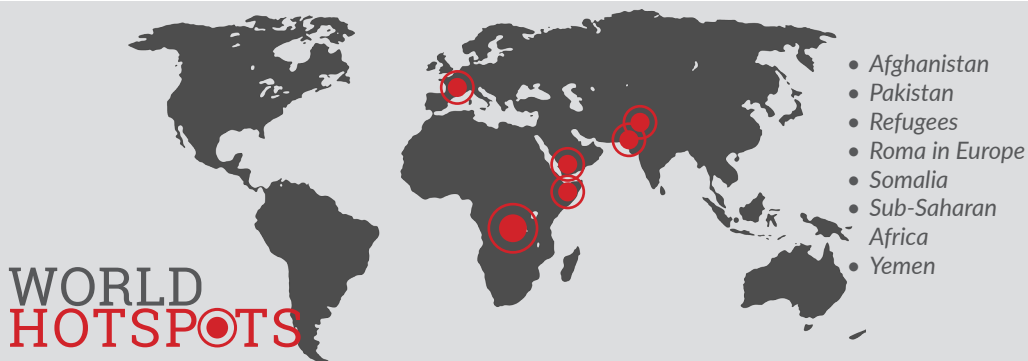 WORLD
HOTSPOTS
• Afghanistan
• Pakistan
• Refugees
• Roma in Europe
• Somalia
• Sub-Saharan
Africa
• Yemen